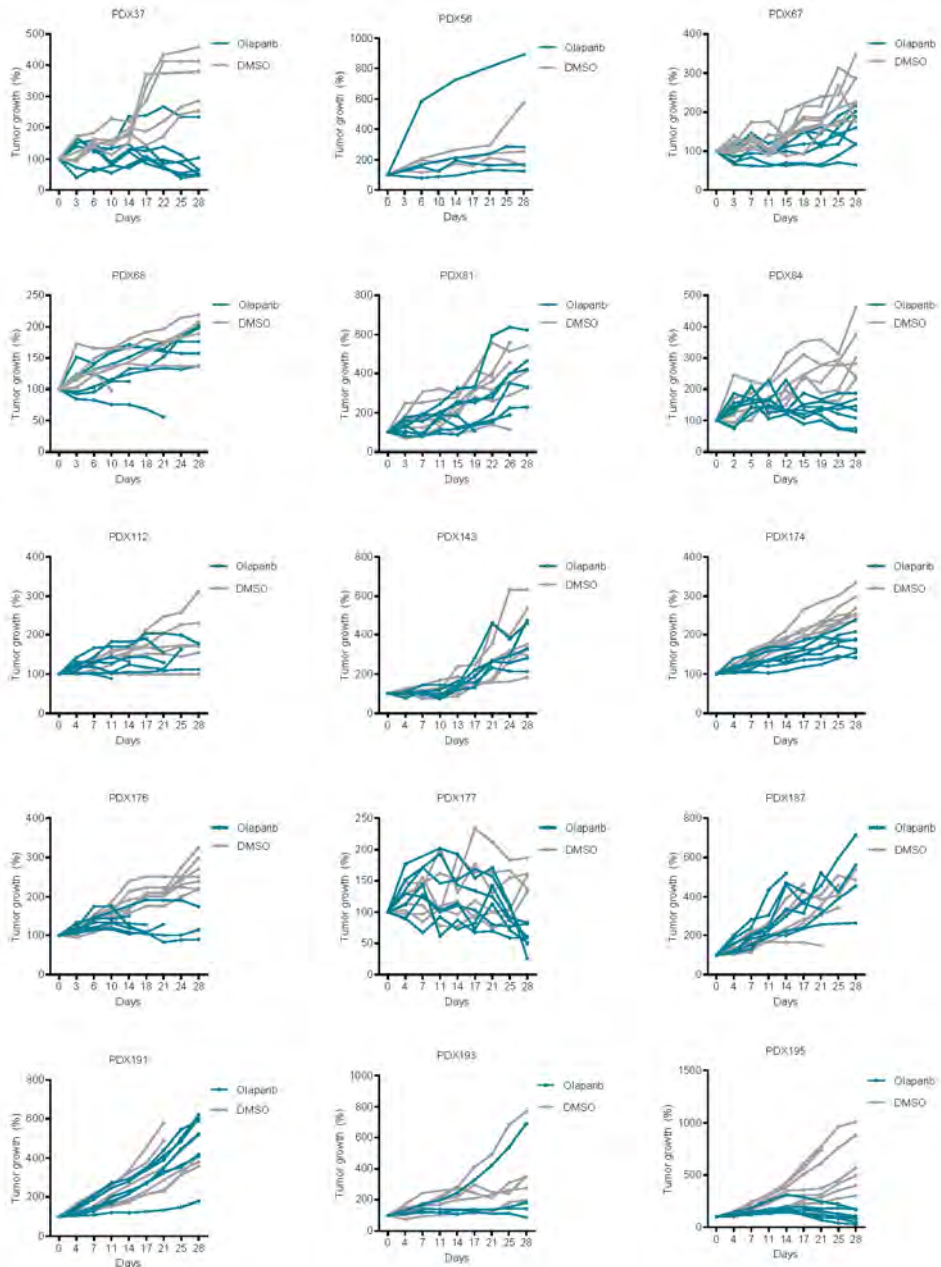 PDX37
Tumor growth (%)
500
400
300
200
100
0
0 3 6 10 14 17 21 25 28
Days
Olaparib
DMSO
PDX56
Tumor growth (%)
1000
800
600
400
200
0
0 3 6 10 14 17 21 25 28
Days
Olaparib
DMSO
PDX67
Tumor growth (%)
400
300
200
100
0
0 4 7 11 15 18 21 25 28
Days
Olaparib
DMSO
PDX68
Tumor growth (%)
250
200
150
100
50
0
0 3 6 10 14 18 21 24 28
Days
Olaparib
DMSO
PDX81
Tumor growth (%)
800
600
400
200
0
0 4 7 11 15 19 22 26 28
Days
Olaparib
DMSO
PDX84
Tumor growth (%)
500
400
300
200
100
0
0 2 5 8 12 15 19 23 28
Days
Olaparib
DMSO
PDX112
Tumor growth (%)
400
300
200
100
0
0 4 7 11 14 17 21 25 28
Days
Olaparib
DMSO
PDX143
Tumor growth (%)
800
600
400
200
0
0 4 7 11 14 17 21 25 28
Days
Olaparib
DMSO
PDX174
Tumor growth (%)
400
300
200
100
0
0 4 7 11 14 17 21 25 28
Days
Olaparib
DMSO
PDX176
Tumor growth (%)
400
300
200
100
0
0 4 7 11 14 17 21 25 28
Days
Olaparib
DMSO
PDX177
Tumor growth (%)
250
200
150
100
50
0
0 4 7 11 14 17 21 25 28
Days
Olaparib
DMSO
PDX187
Tumor growth (%)
800
600
400
200
0
0 4 7 11 14 17 21 25 28
Days
Olaparib
DMSO
PDX191
Tumor growth (%)
800
600
400
200
0
0 4 7 11 14 17 21 25 28
Days
Olaparib
DMSO
PDX193
Tumor growth (%)
1000
800
600
400
200
0
0 4 7 11 14 17 21 25 28
Days
Olaparib
DMSO
PDX195
Tumor growth (%)
1500
1000
500
0
0 4 7 11 14 17 21 25 28
Days
Olaparib
DMSO